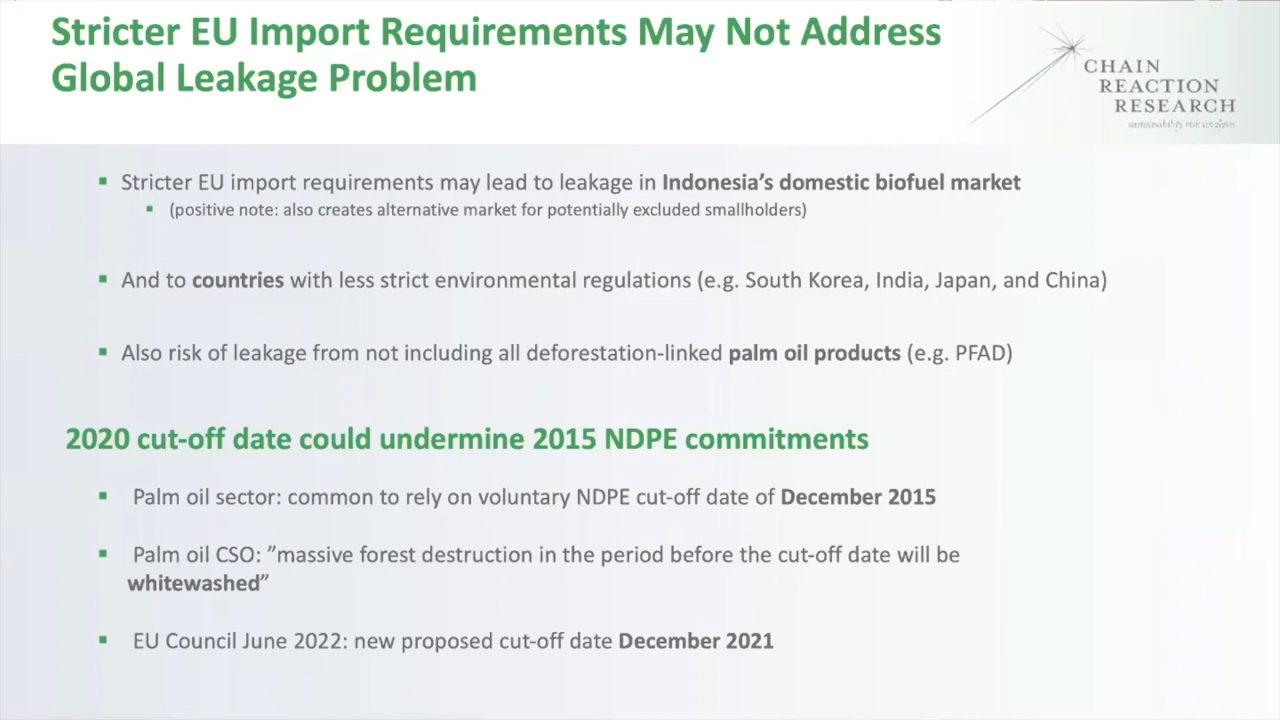 Stricter EU Import Requirements May Not Address
Global Leakage Problem
CHAIN
REACTION
RESEARCH
sustainability risk analysis
▪ Stricter EU import requirements may lead to leakage in Indonesia's domestic biofuel market
▪ (positive note: also creates alternative market for potentially excluded smallholders)
▪ And to countries with less strict environmental regulations (e.g. South Korea, India, Japan, and China)
▪ Also risk of leakage from not including all deforestation-linked palm oil products (e.g. PFAD)
2020 cut-off date could undermine 2015 NDPE commitments
▪ Palm oil sector: common to rely on voluntary NDPE cut-off date of December 2015
▪ Palm oil CSO: ”massive forest destruction in the period before the cut-off date will be
whitewashed”
▪ EU Council June 2022: new proposed cut-off date December 2021